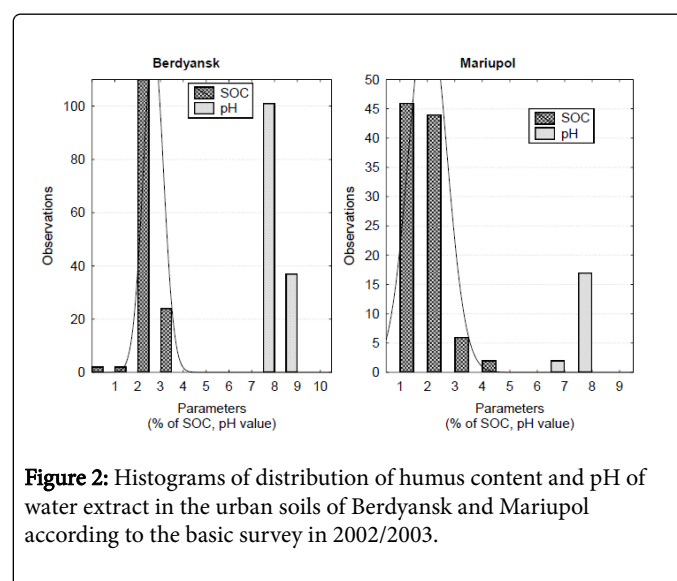 Berdyansk
SOC
pH
Observations
100
80
60
40
20
0
1 2 3 4 5 6 7 8 9 10
Parameters
(% of SOC, pH value)
Mariupol
SOC
pH
Observations
50
45
40
35
30
25
20
15
10
5
0
1 2 3 4 5 6 7 8 9
Parameters
(% of SOC, pH value)
Figure 2: Histograms of distribution of humus content and pH of
water extract in the urban soils of Berdyansk and Mariupol
according to the basic survey in 2002/2003.